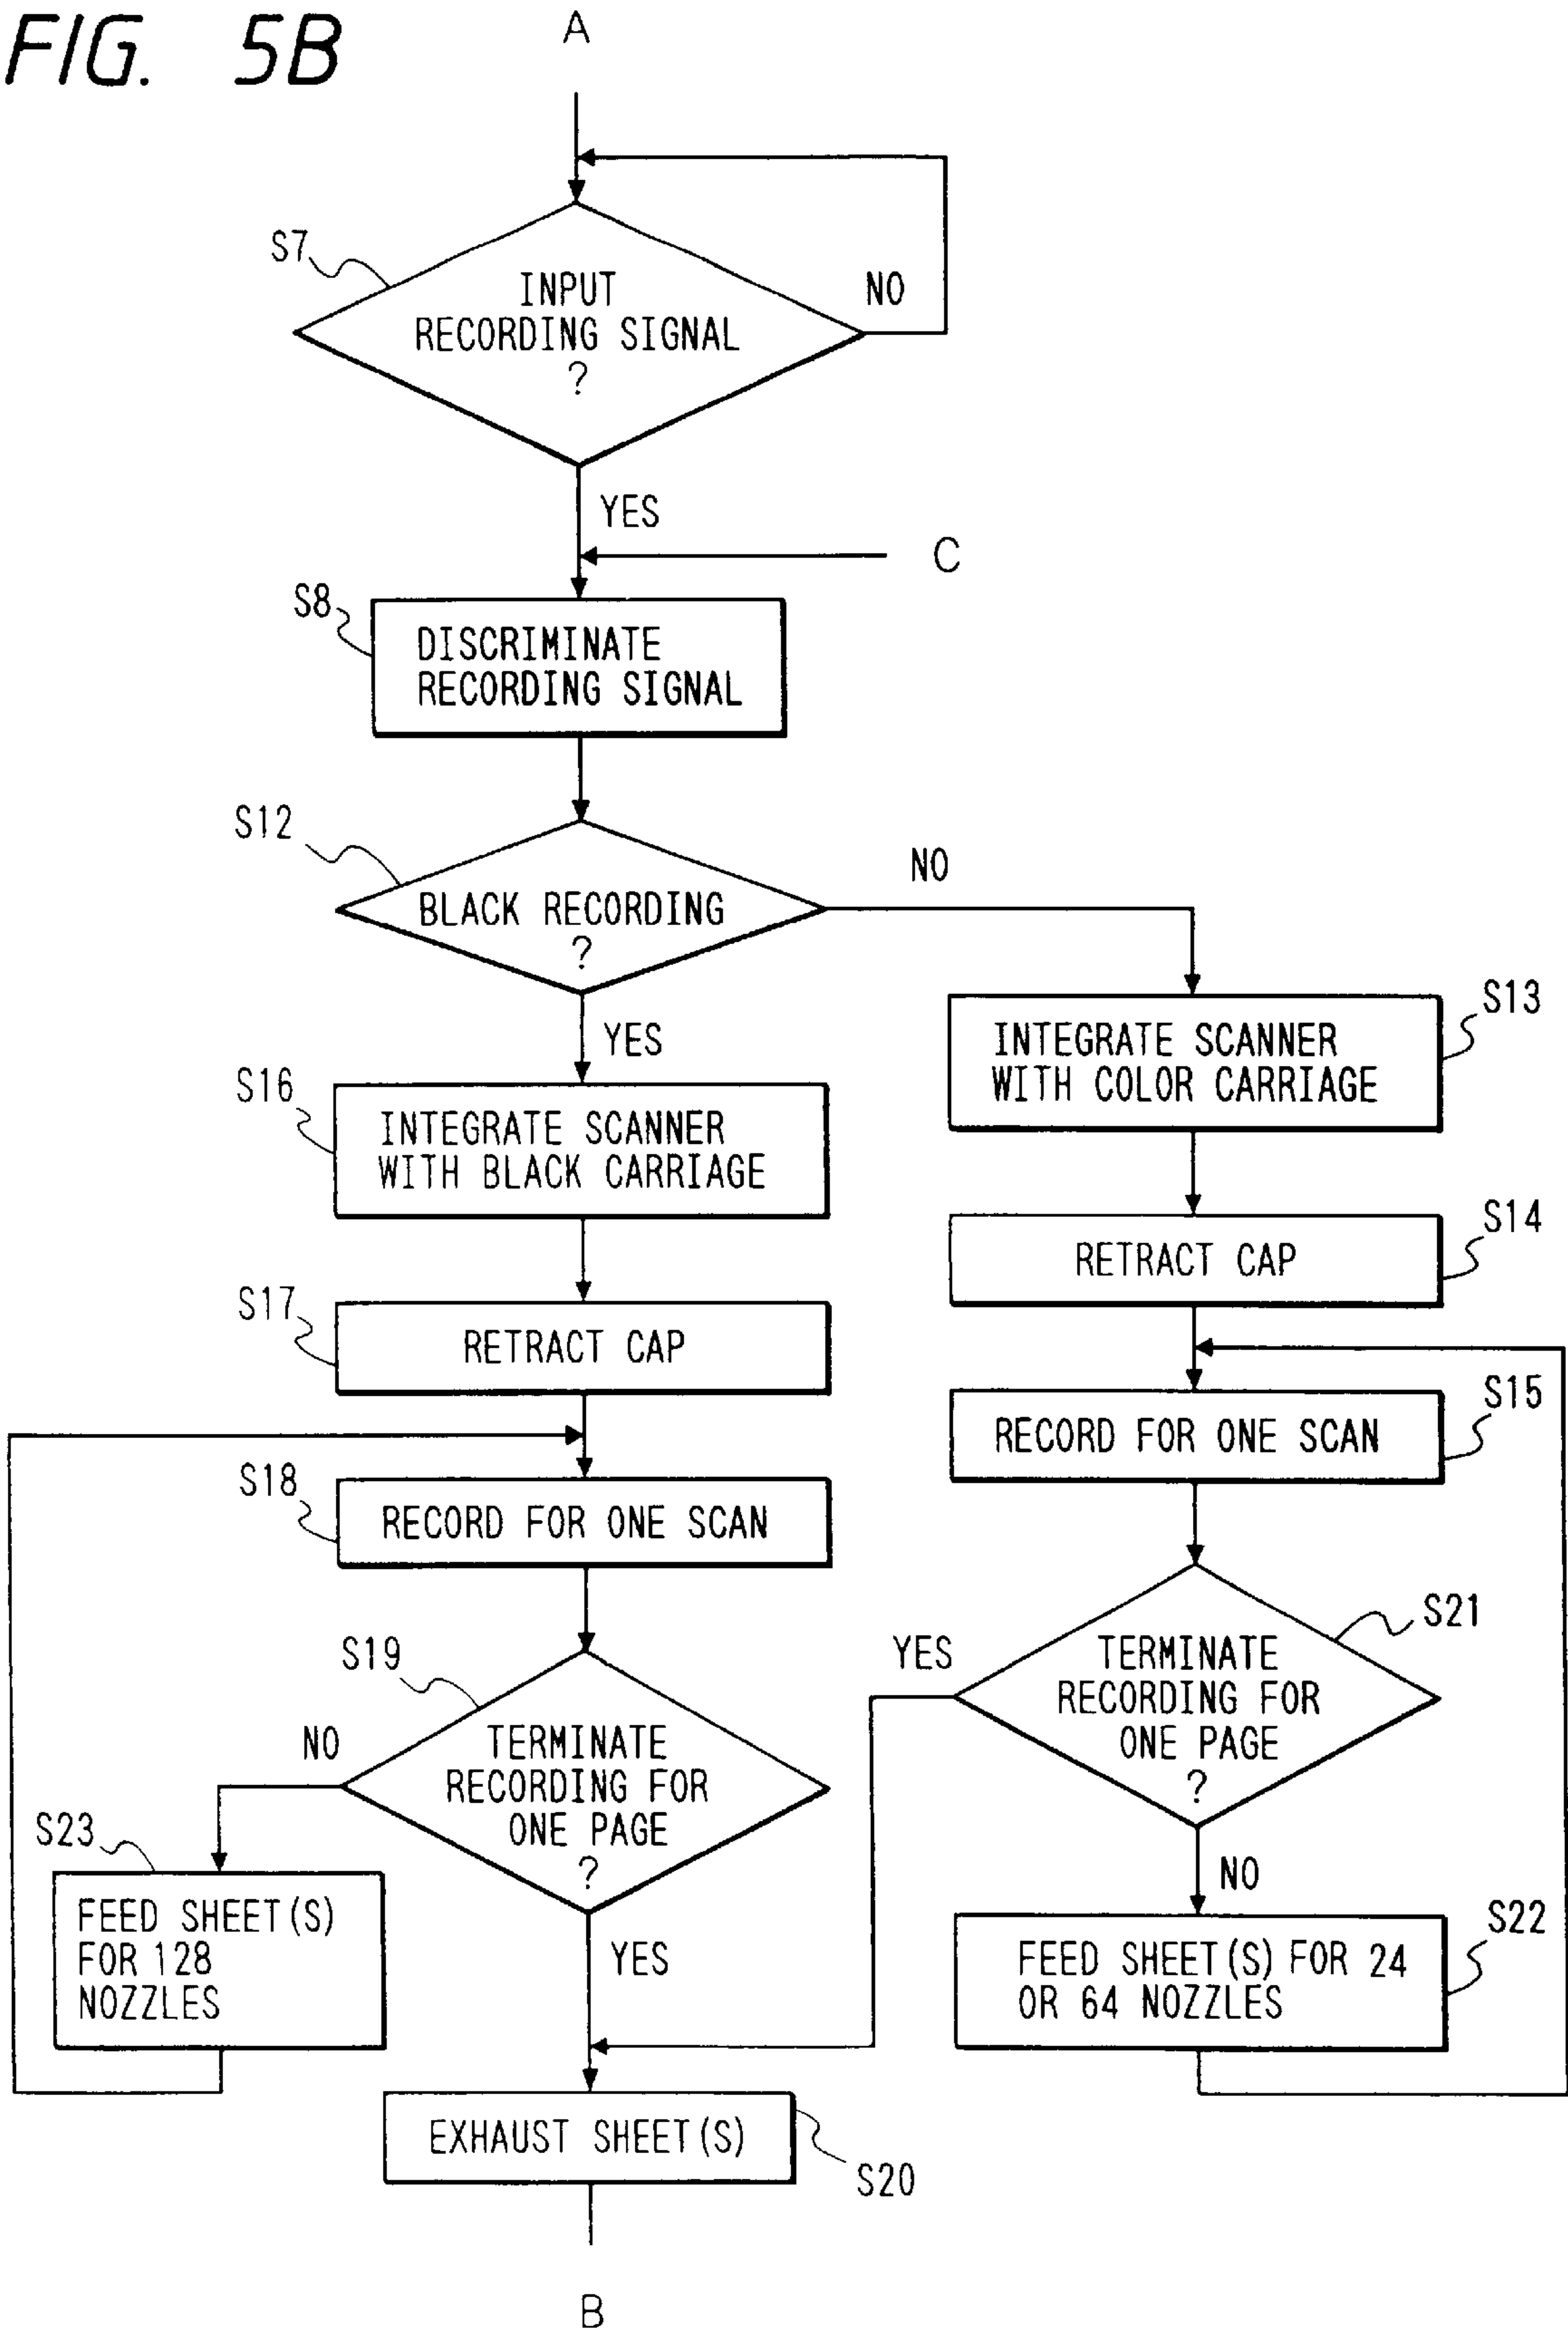 FIG. 5B
A
S7
INPUT
RECORDING SIGNAL
?
NO
YES
C
S8
DISCRIMINATE
RECORDING SIGNAL
S12
BLACK RECORDING
?
NO
YES
S13
INTEGRATE SCANNER
WITH COLOR CARRIAGE
S16
INTEGRATE SCANNER
WITH BLACK CARRIAGE
S14
RETRACT CAP
S17
RETRACT CAP
S15
RECORD FOR ONE SCAN
S18
RECORD FOR ONE SCAN
S21
TERMINATE
RECORDING FOR
ONE PAGE
?
YES
NO
S19
TERMINATE
RECORDING FOR
ONE PAGE
?
NO
YES
S23
FEED SHEET(S)
FOR 128
NOZZLES
S22
FEED SHEET(S) FOR 24
OR 64 NOZZLES
EXHAUST SHEET(S)
S20
B